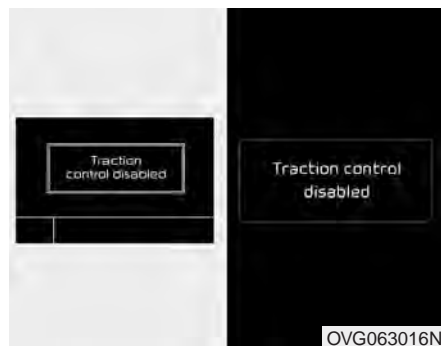 Traction
control disabled
Traction control
disabled
OVG063016N